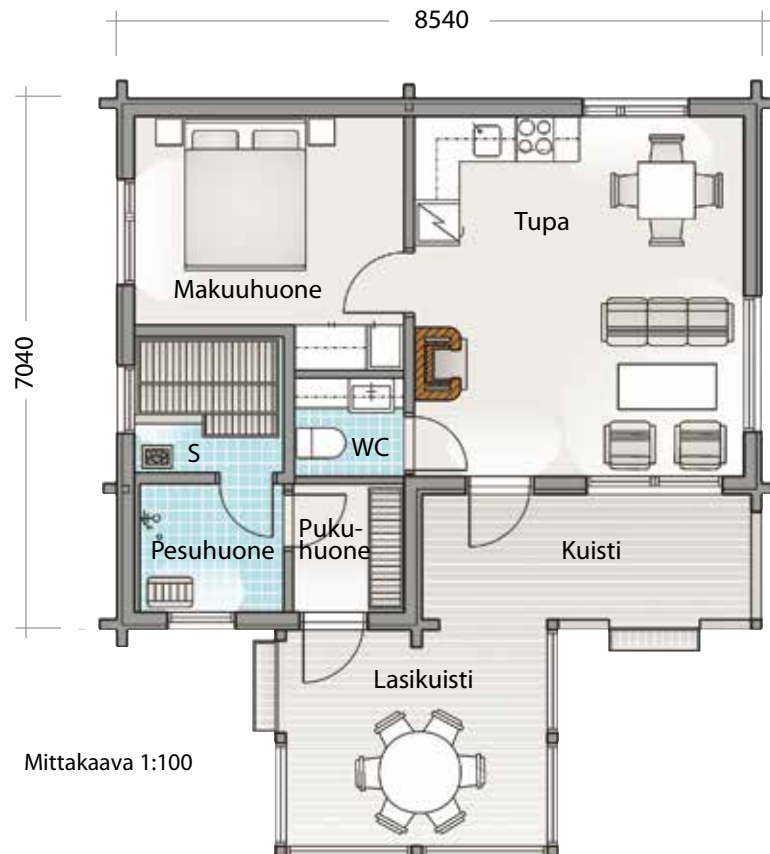 8540
Tupa
Makuuhuone
7040
S
WC
Puku-
huone
Pesuhuone
Kuisti
Lasikuisti
Mittakaava 1:100